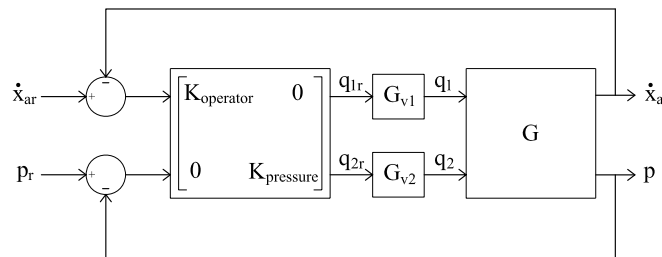 ẋar + − Koperator 0 q1r Gv1 q1 G ẋa
pr + − 0 Kpressure q2r Gv2 q2 p